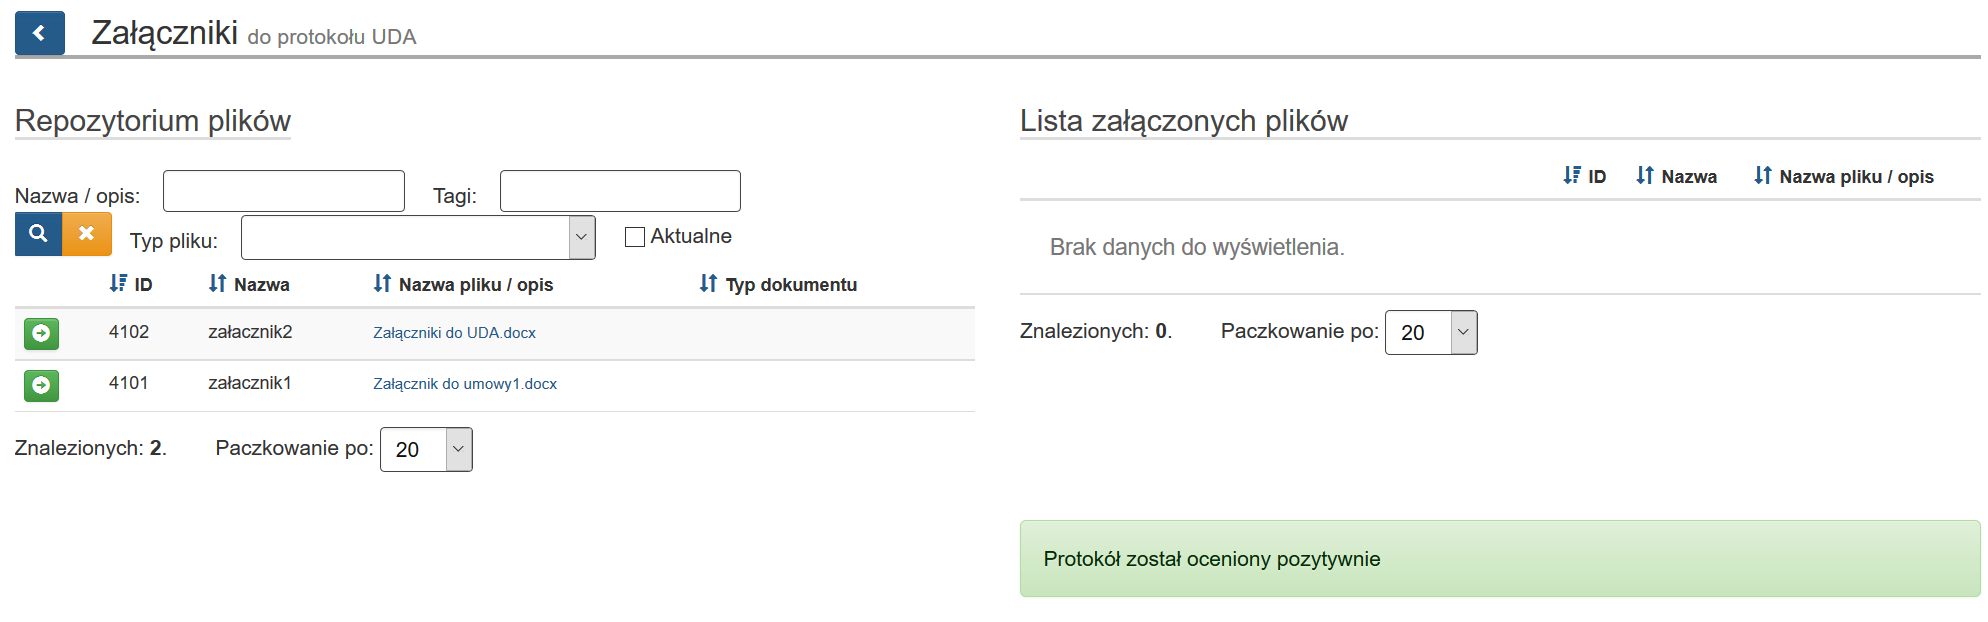 Załączniki do protokołu UDA
Repozytorium plików
Nazwa / opis: Tagi:
Typ pliku: Aktualne
ID Nazwa Nazwa pliku / opis Typ dokumentu
4102 załacznik2 Załączniki do UDA.docx
4101 załacznik1 Załącznik do umowy1.docx
Znalezionych: 2. Paczkowanie po: 20
Lista załączonych plików
ID Nazwa Nazwa pliku / opis
Brak danych do wyświetlenia.
Znalezionych: 0. Paczkowanie po: 20
Protokół został oceniony pozytywnie